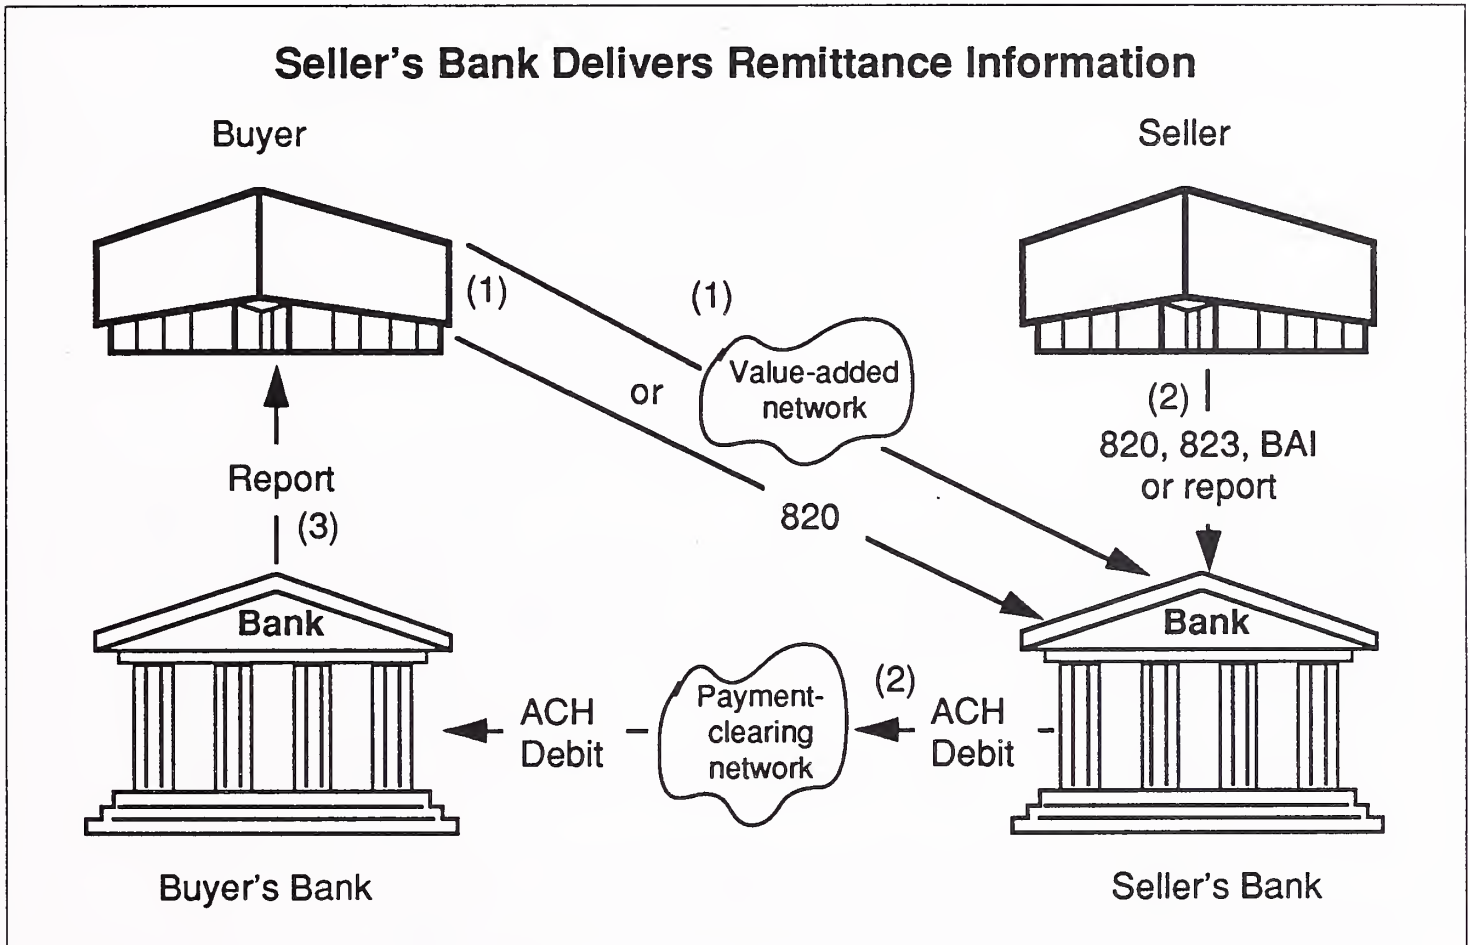 Seller's Bank Delivers Remittance Information
Buyer
Seller
(1)
(1)
Value-added
network
or
(2)
820, 823, BAI
or report
Report
(3)
820
Bank
Bank
ACH
Debit
Payment-
clearing
network
(2)
ACH
Debit
Buyer's Bank
Seller's Bank